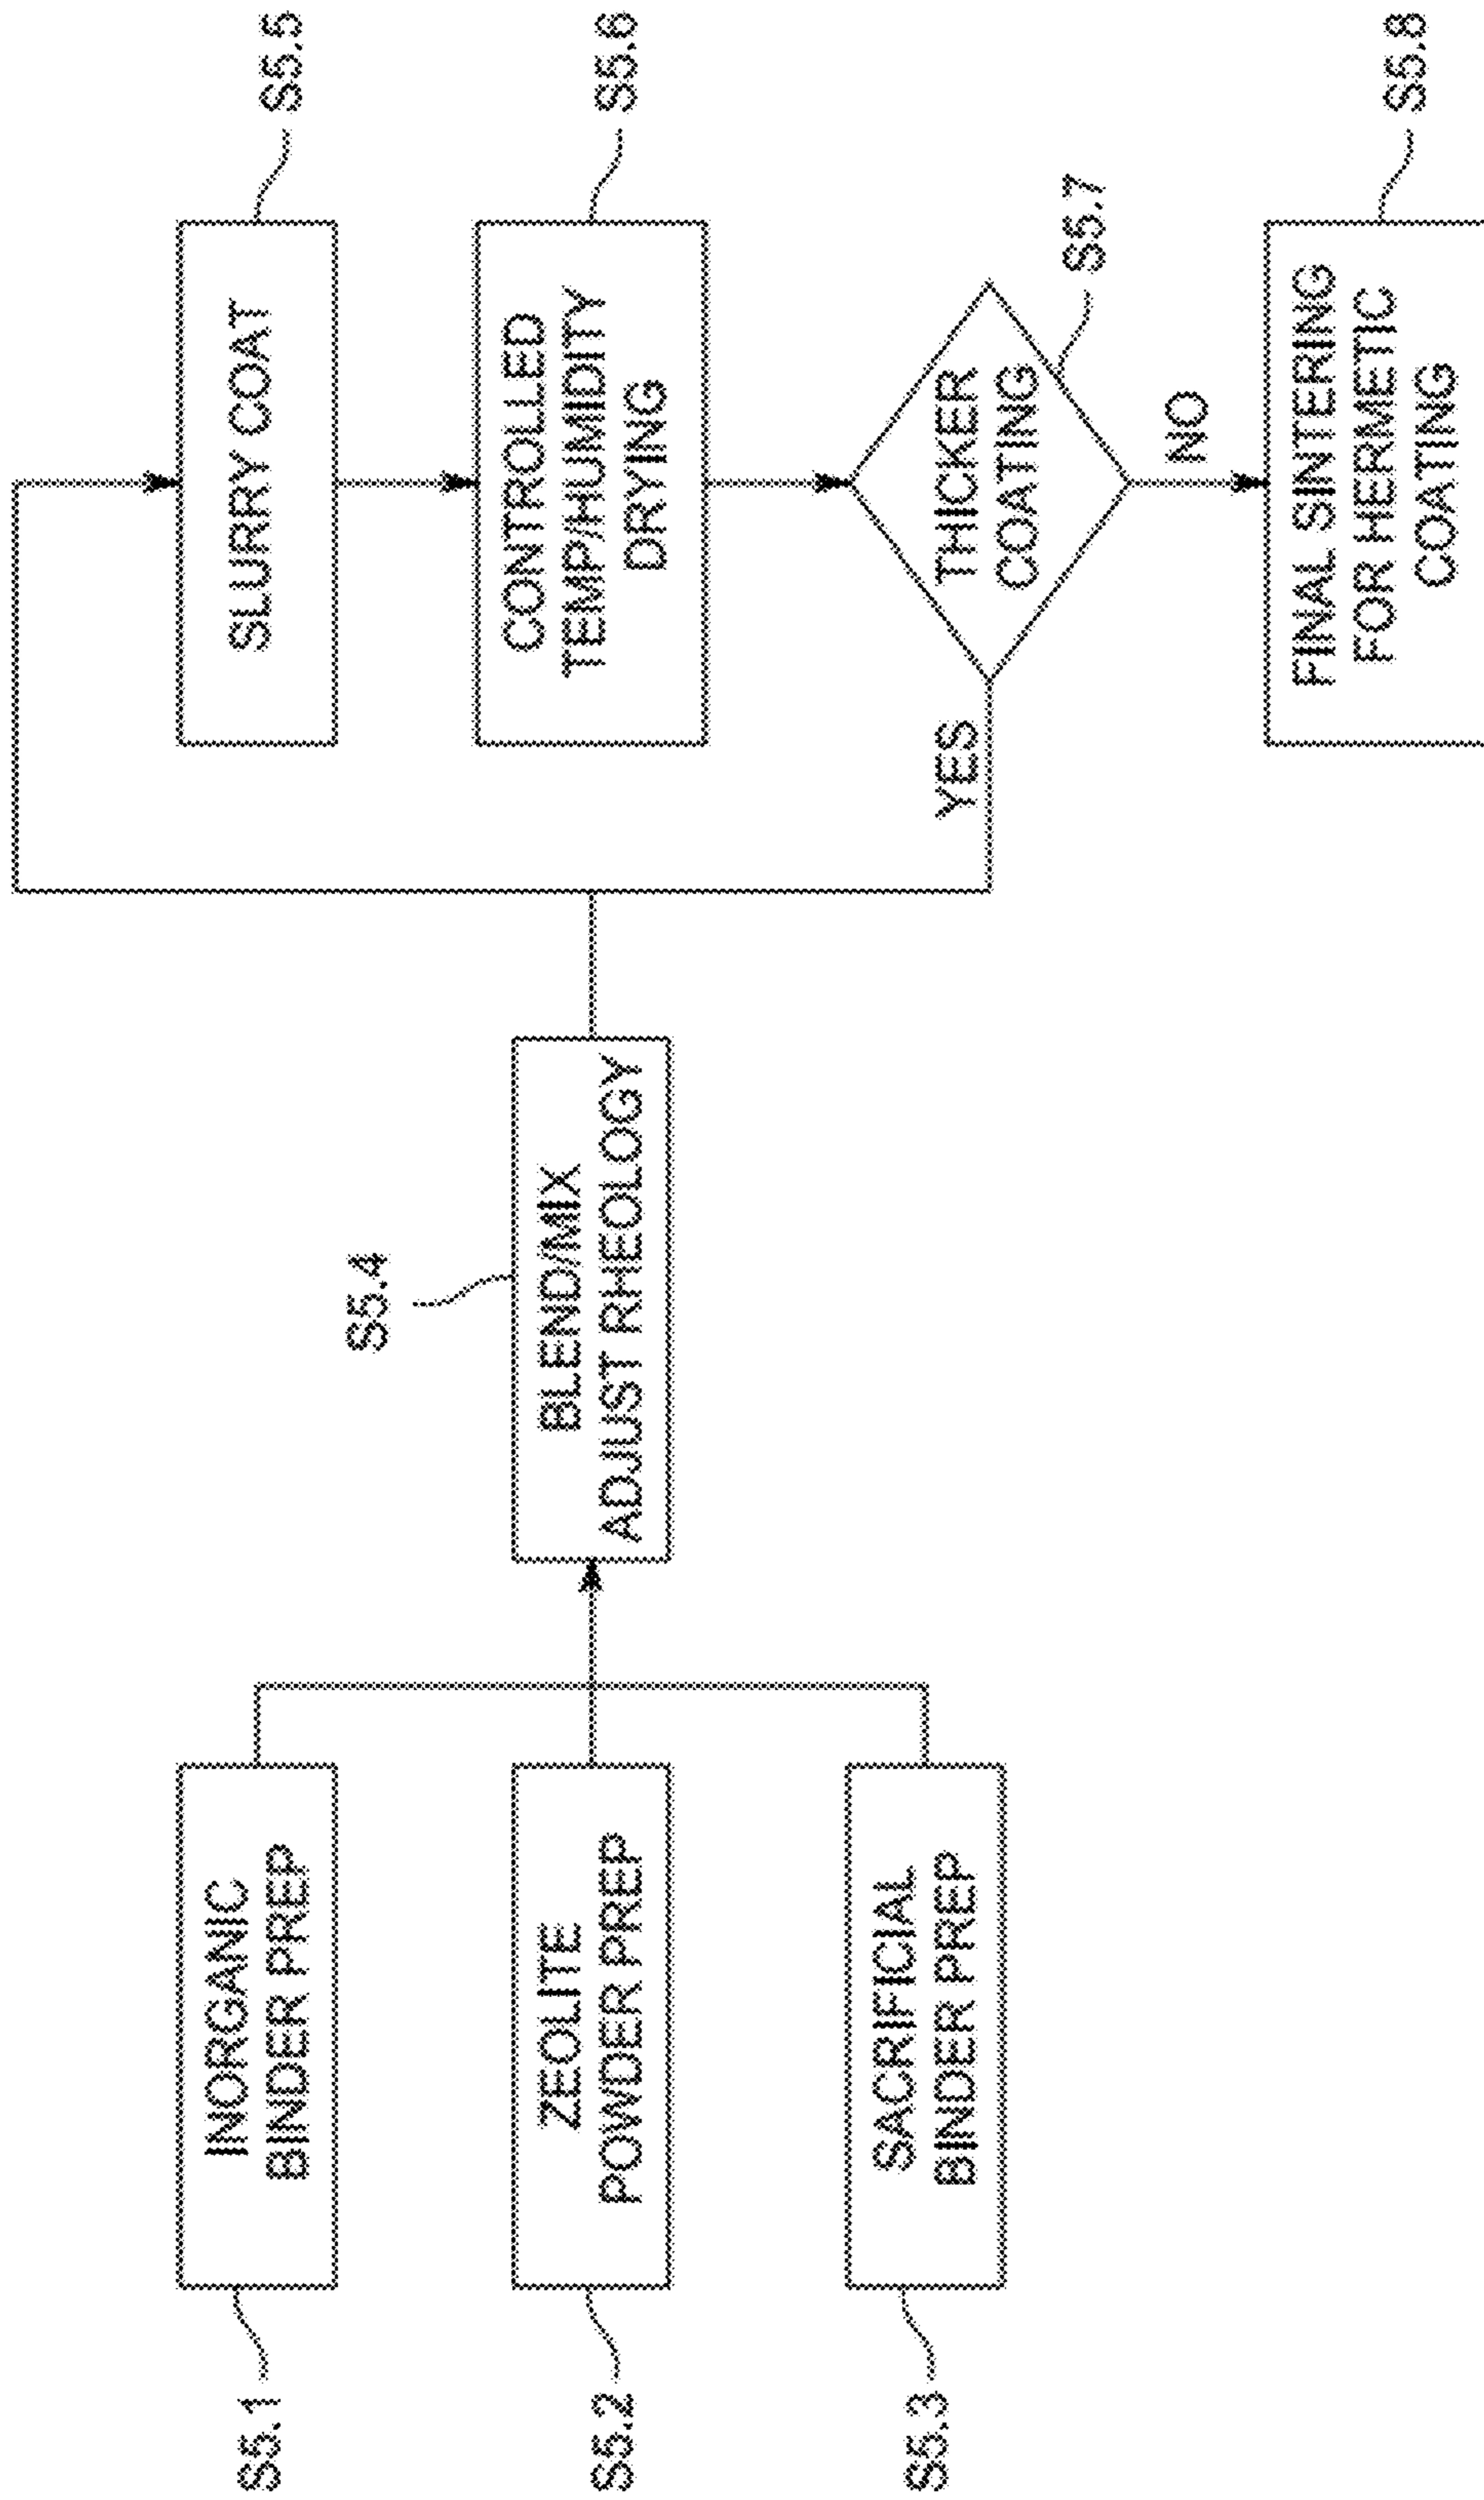 S5.1
INORGANIC
BINDER PREP
S5.2
ZEOLITE
POWDER PREP
S5.3
SACRIFICIAL
BINDER PREP
S5.4
BLEND/MIX
ADJUST RHEOLOGY
SLURRY COAT
S5.5
CONTROLLED
TEMP/HUMIDITY
DRYING
S5.6
THICKER
COATING
S5.7
YES
NO
FINAL SINTERING
FOR HERMETIC
COATING
S5.8